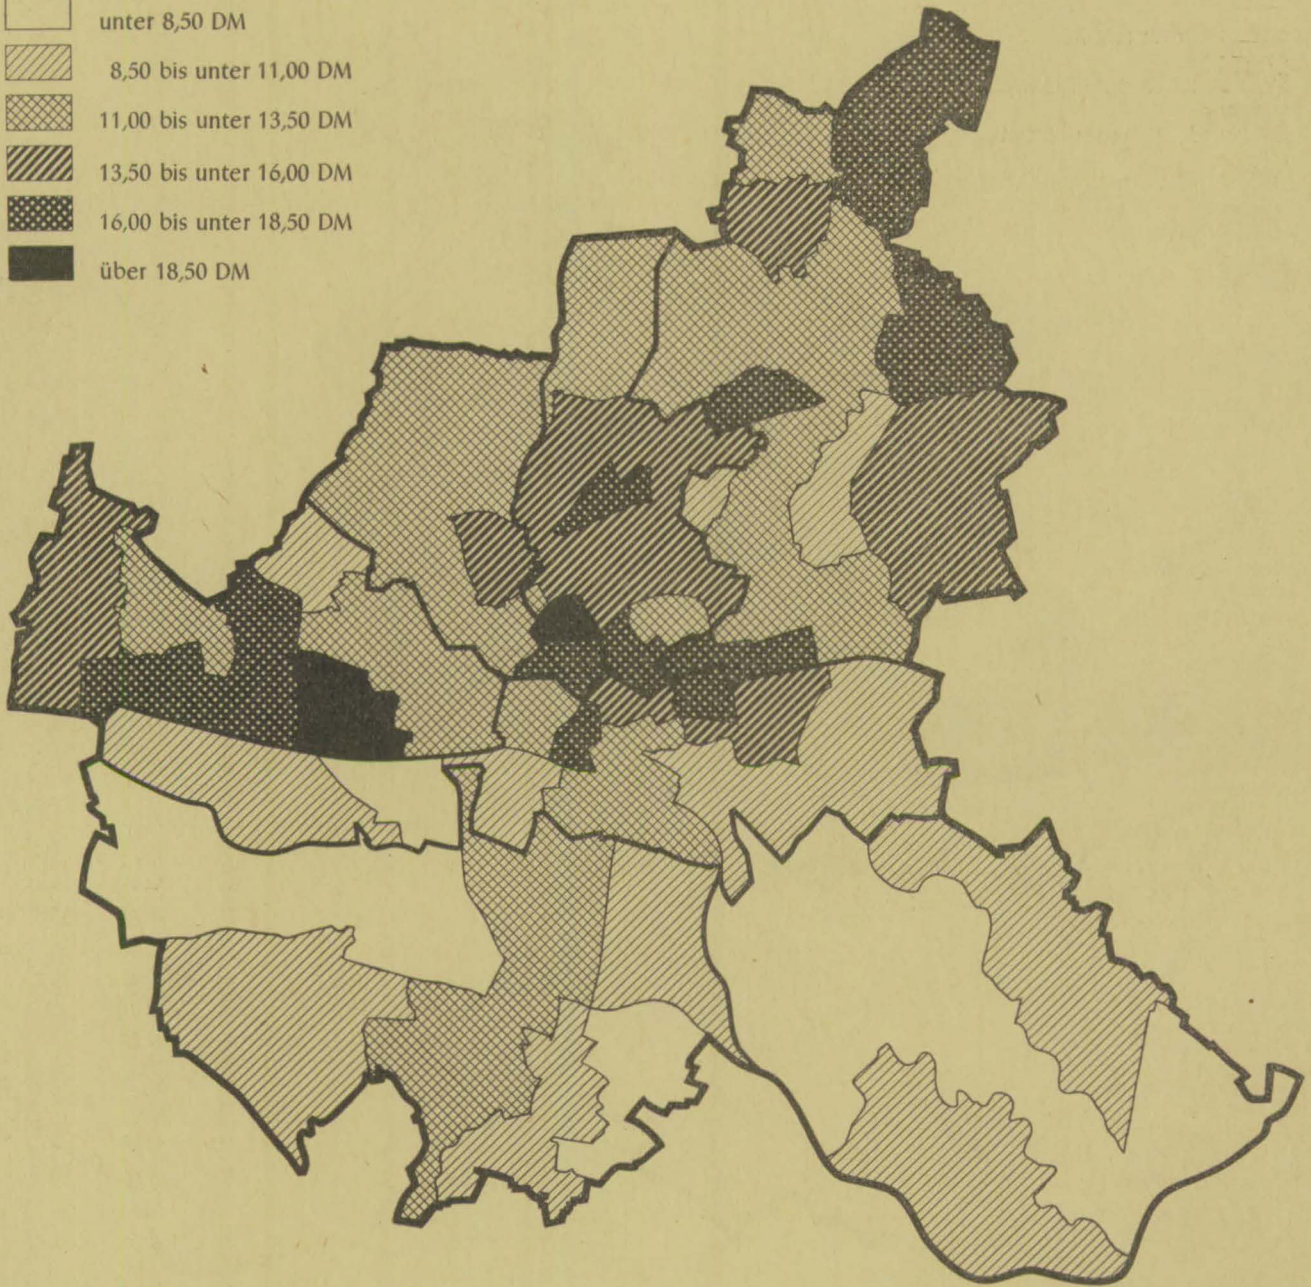 unter 8,50 DM
8,50 bis unter 11,00 DM
11,00 bis unter 13,50 DM
13,50 bis unter 16,00 DM
16,00 bis unter 18,50 DM
über 18,50 DM